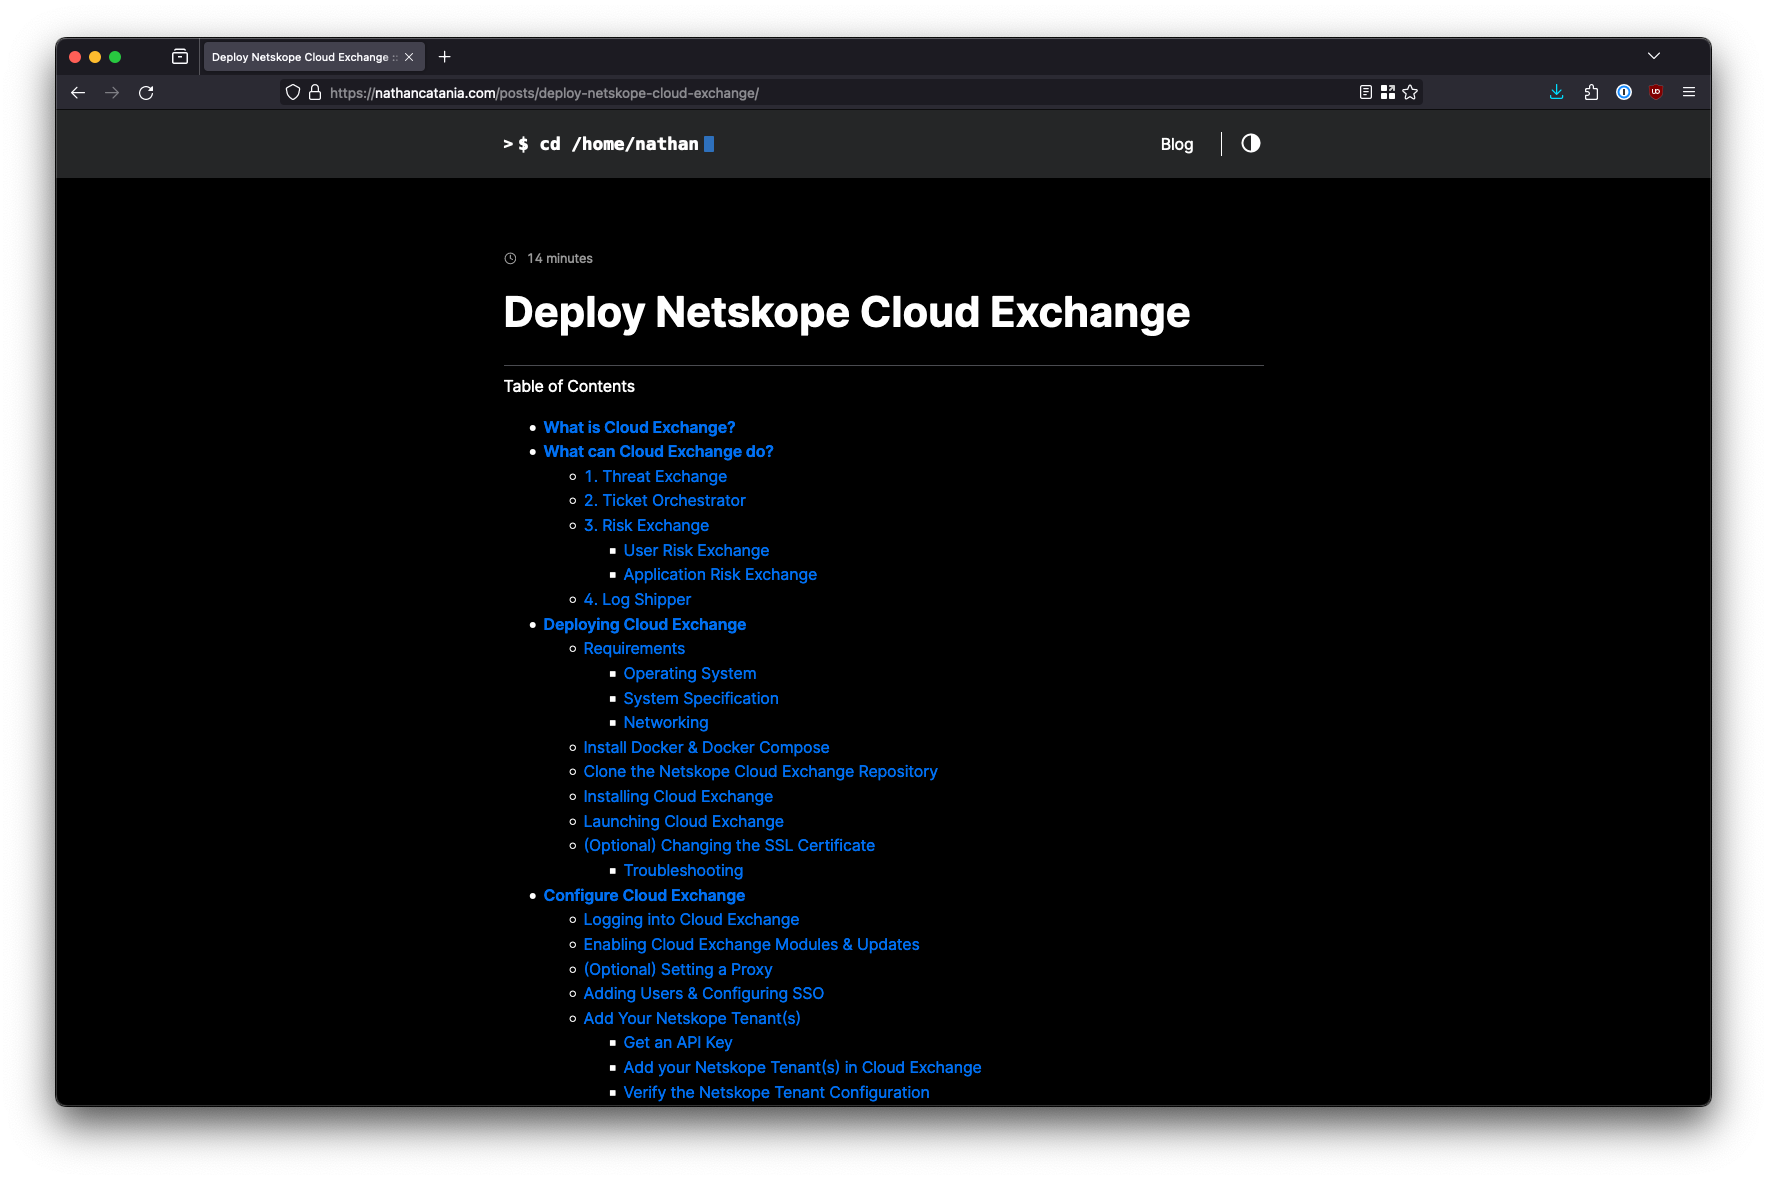 Deploy Netskope Cloud Exchange ::
https://nathancatania.com/posts/deploy-netskope-cloud-exchange/
>$ cd /home/nathan
Blog
14 minutes
Deploy Netskope Cloud Exchange
Table of Contents
What is Cloud Exchange?
What can Cloud Exchange do?
1. Threat Exchange
2. Ticket Orchestrator
3. Risk Exchange
User Risk Exchange
Application Risk Exchange
4. Log Shipper
Deploying Cloud Exchange
Requirements
Operating System
System Specification
Networking
Install Docker & Docker Compose
Clone the Netskope Cloud Exchange Repository
Installing Cloud Exchange
Launching Cloud Exchange
(Optional) Changing the SSL Certificate
Troubleshooting
Configure Cloud Exchange
Logging into Cloud Exchange
Enabling Cloud Exchange Modules & Updates
(Optional) Setting a Proxy
Adding Users & Configuring SSO
Add Your Netskope Tenant(s)
Get an API Key
Add your Netskope Tenant(s) in Cloud Exchange
Verify the Netskope Tenant Configuration